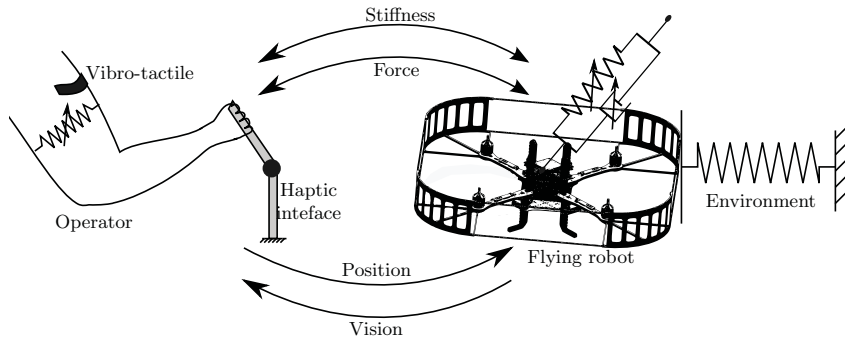 Stiffness
Force
Vibro-tactile
Operator
Haptic
inteface
Environment
Flying robot
Position
Vision